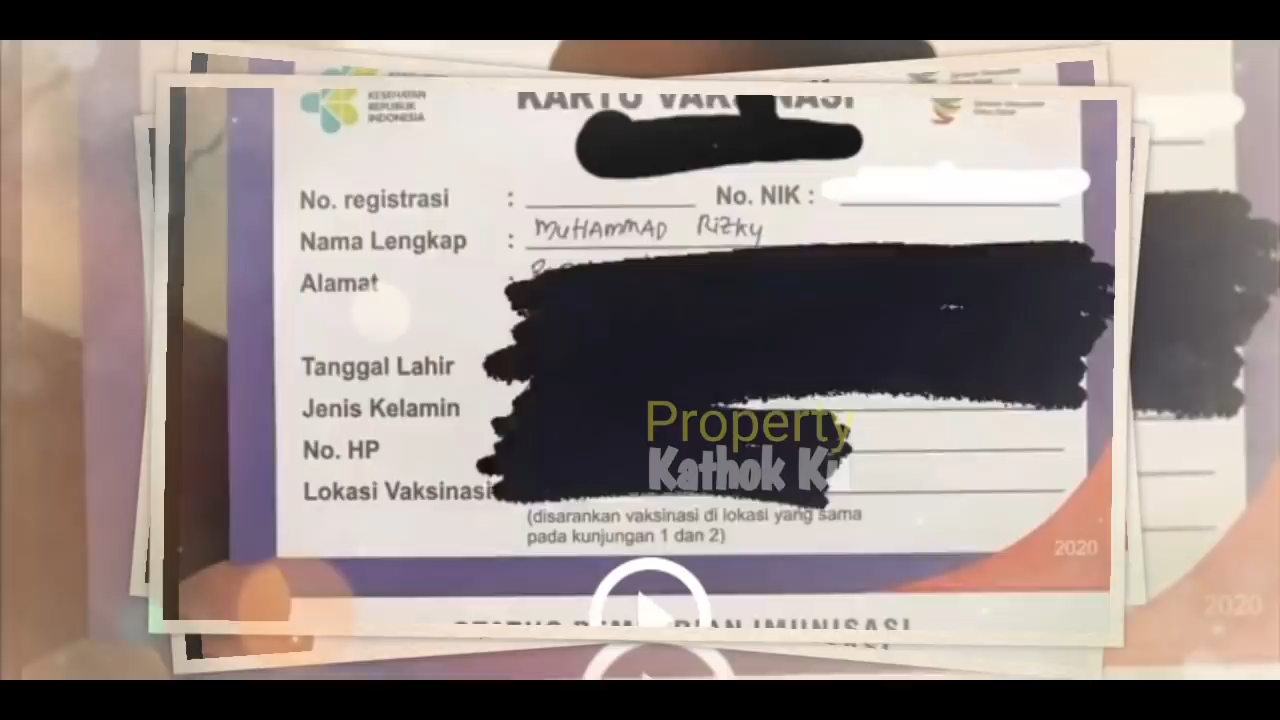 KESEHATAN
REPUBLIK
INDONESIA
KARTU VAKSINASI
No. registrasi : No. NIK :
Nama Lengkap : MUHAMMAD RIZKY
Alamat :
Tanggal Lahir
Jenis Kelamin
No. HP
Lokasi Vaksinasi
Property
Kathok Ku
(disarankan vaksinasi di lokasi yang sama
pada kunjungan 1 dan 2)
2020
2020
IMUNISASI